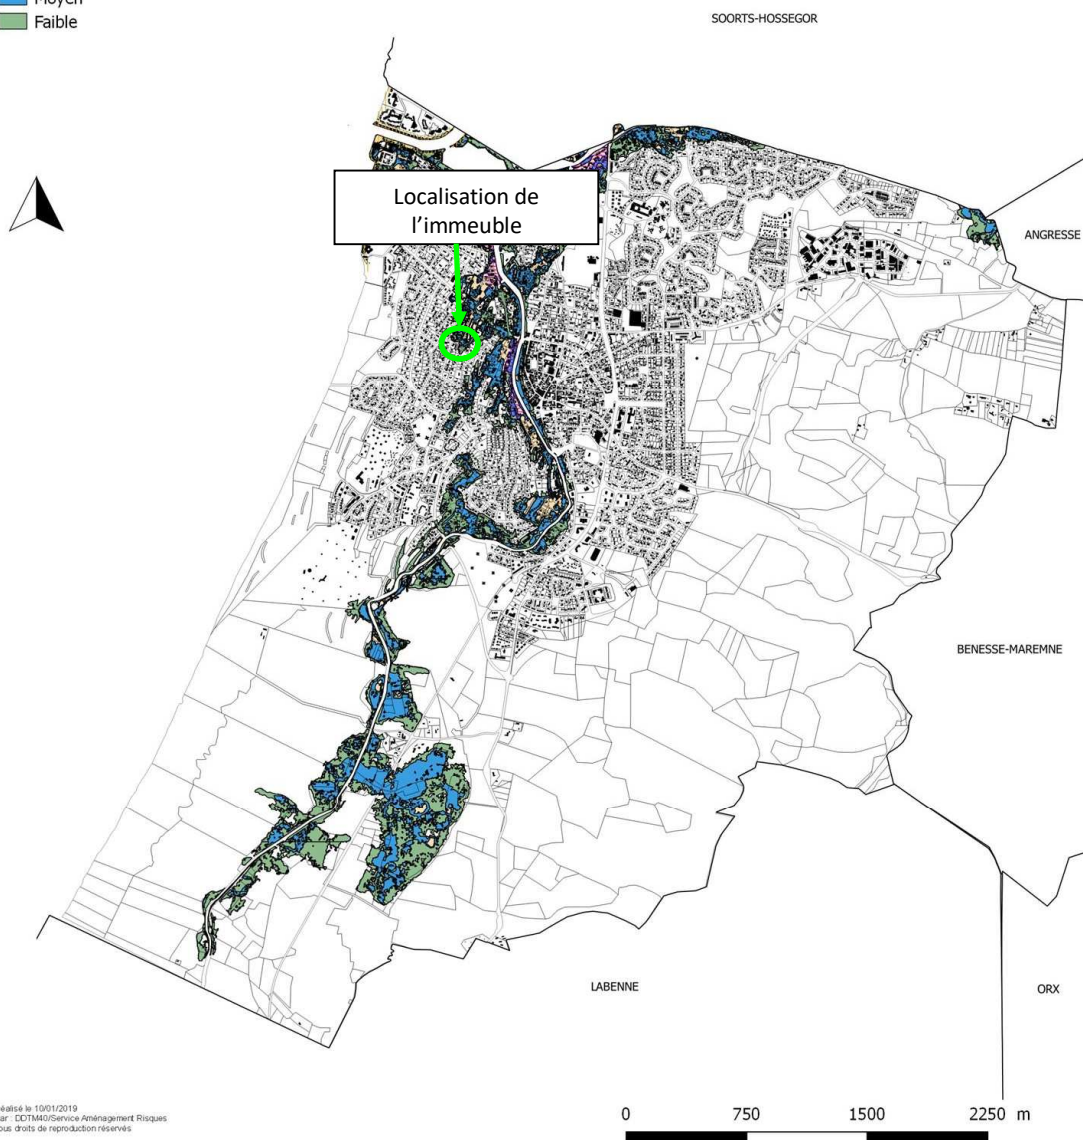 Moyen
Faible
SOORTS-HOSSEGOR
Localisation de
l'immeuble
ANGRESSE
BENESSE-MAREMNE
LABENNE
ORX
éalisé le 10/01/2019
ar : DDTM40/Service Aménagement Risques
ous droits de reproduction réservés
0 750 1500 2250 m